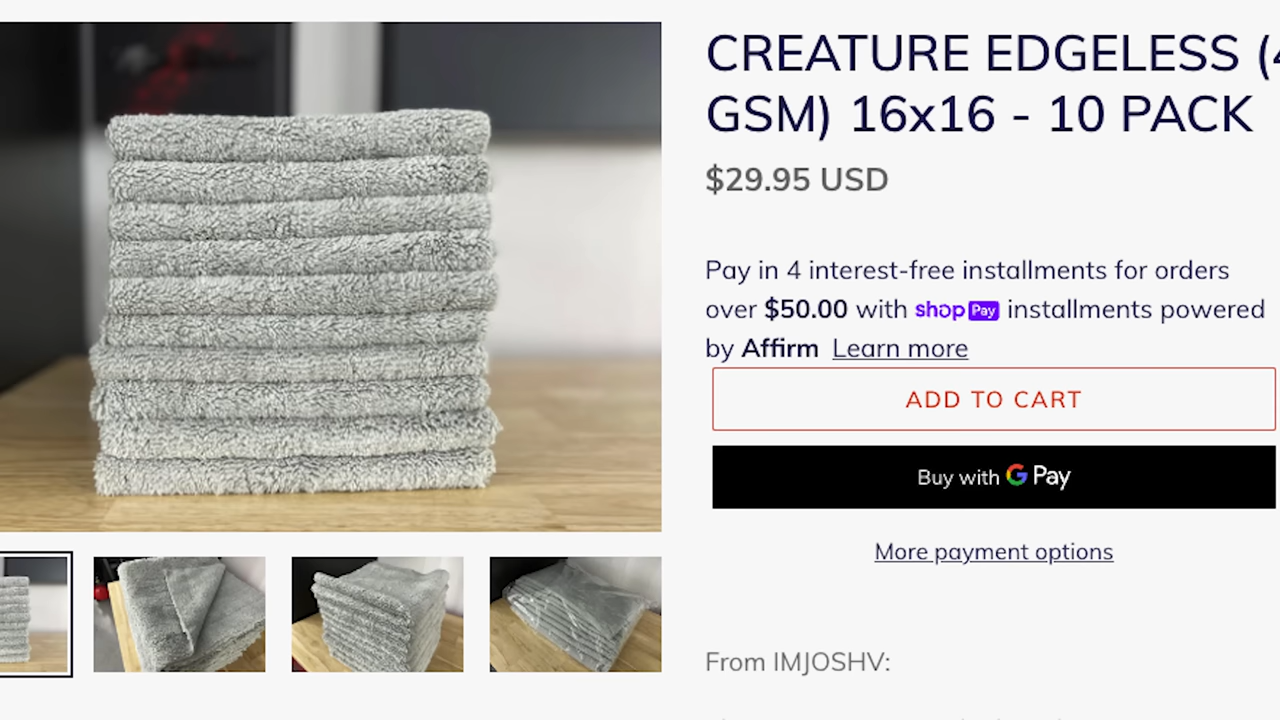 CREATURE EDGELESS (4
GSM) 16x16 - 10 PACK
$29.95 USD
Pay in 4 interest-free installments for orders
over $50.00 with shop Pay installments powered
by Affirm Learn more
ADD TO CART
Buy with G Pay
More payment options
From IMJOSHV: